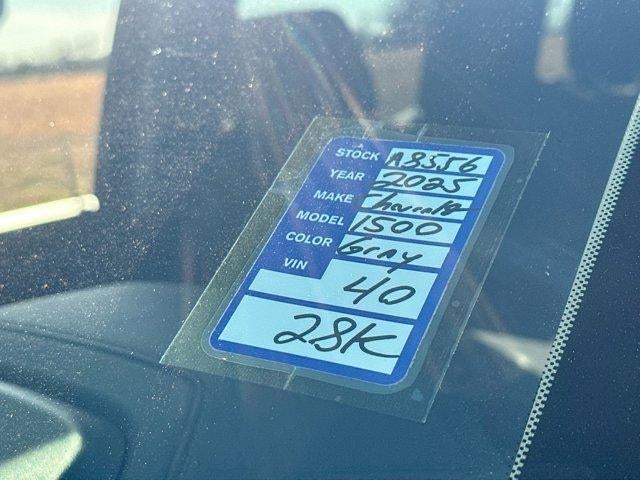 STOCK A8556
YEAR 2025
MAKE Chevrolet
MODEL 1500
COLOR Gray
VIN
40
28K